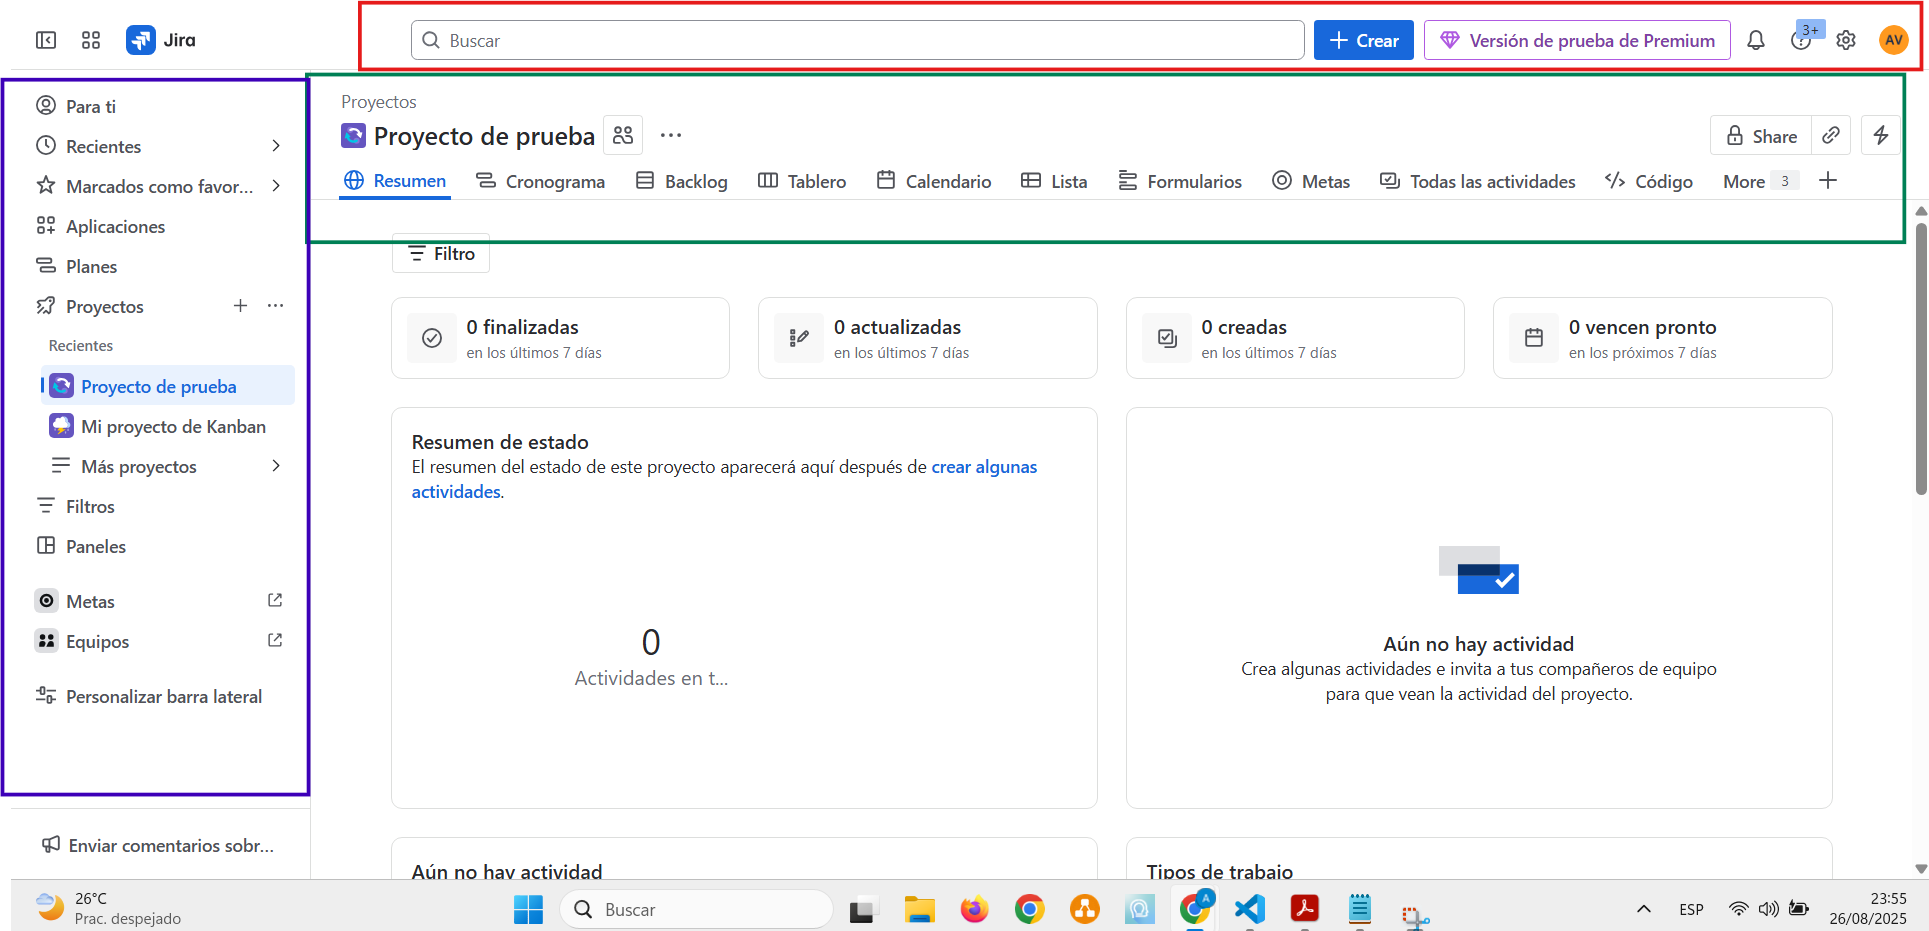 Jira
Buscar
Crear
Versión de prueba de Premium
3+
AV
Para ti
Recientes
Marcados como favor...
Aplicaciones
Planes
Proyectos
Recientes
Proyecto de prueba
Mi proyecto de Kanban
Más proyectos
Filtros
Paneles
Metas
Equipos
Personalizar barra lateral
Enviar comentarios sobr...
Proyectos
Proyecto de prueba
Share
Resumen Cronograma Backlog Tablero Calendario Lista Formularios Metas Todas las actividades Código More 3
Filtro
0 finalizadas
en los últimos 7 días
0 actualizadas
en los últimos 7 días
0 creadas
en los últimos 7 días
0 vencen pronto
en los próximos 7 días
Resumen de estado
El resumen del estado de este proyecto aparecerá aquí después de crear algunas
actividades.
0
Actividades en t...
Aún no hay actividad
Crea algunas actividades e invita a tus compañeros de equipo
para que vean la actividad del proyecto.
Aún no hay actividad
Tipos de trabajo
26°C
Prac. despejado
Buscar
A
ESP
23:55
26/08/2025